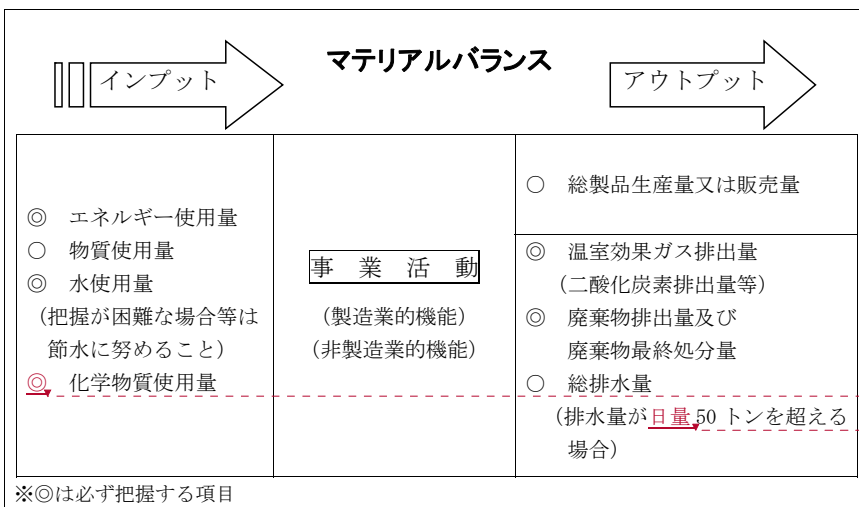 マテリアルバランス
インプット
アウトプット
◎ エネルギー使用量
○ 物質使用量
◎ 水使用量
（把握が困難な場合等は
節水に努めること）
◎ 化学物質使用量
事 業 活 動
（製造業的機能）
（非製造業的機能）
○ 総製品生産量又は販売量
◎ 温室効果ガス排出量
（二酸化炭素排出量等）
◎ 廃棄物排出量及び
廃棄物最終処分量
○ 総排水量
（排水量が日量50トンを超える
場合）
※◎は必ず把握する項目